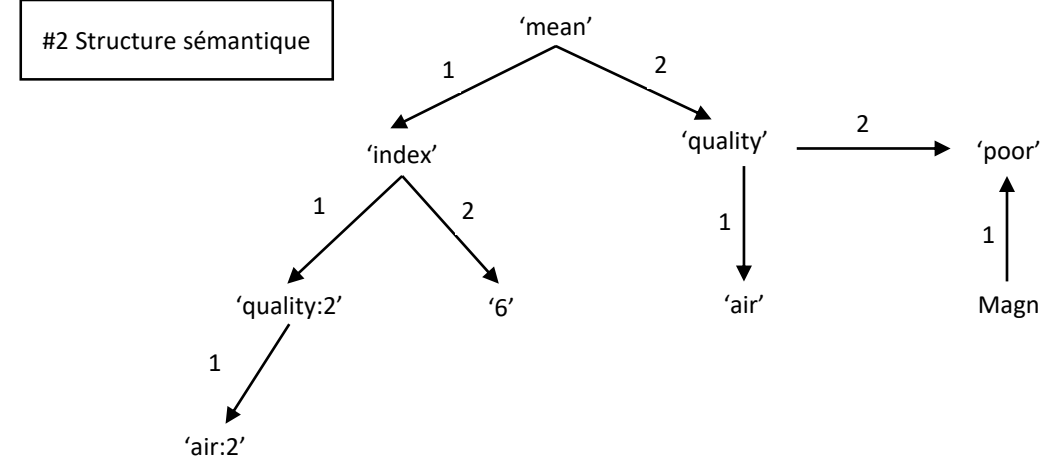 #2 Structure sémantique
‘mean’
1
2
‘index’
‘quality’
2
‘poor’
1
2
1
1
‘quality:2’
‘6’
‘air’
Magn
1
‘air:2’